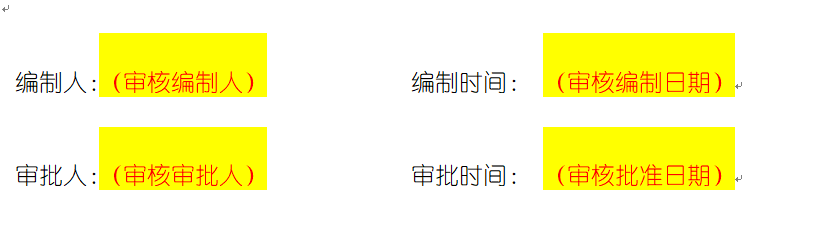 编制人：（审核编制人） 编制时间： （审核编制日期）
审批人：（审核审批人） 审批时间： （审核批准日期）